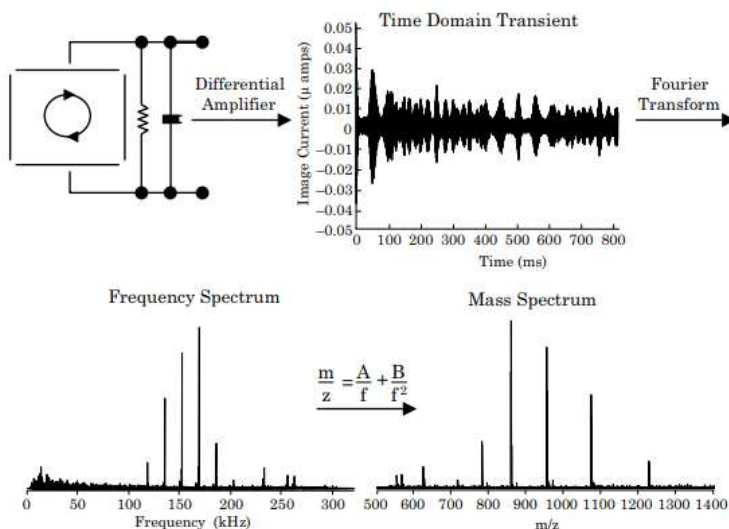 Time Domain Transient
Differential
Amplifier
Image Current (μ amps)
0.05
0.04
0.03
0.02
0.01
0
−0.01
−0.02
−0.03
−0.04
−0.05
0 100 200 300 400 500 600 700 800
Time (ms)
Fourier
Transform
Frequency Spectrum
0 50 100 150 200 250 300
Frequency (kHz)
m/z = A/f + B/f²
Mass Spectrum
500 600 700 800 900 1000 1100 1200 1300 1400
m/z